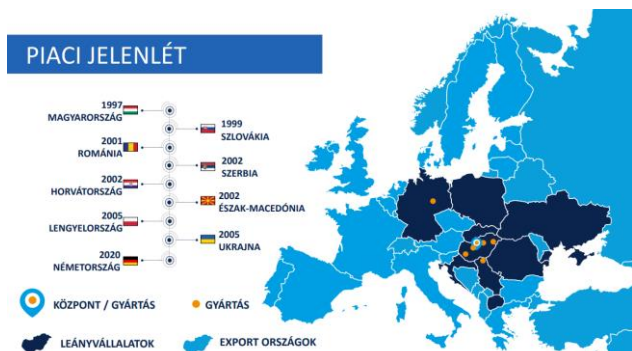 PIACI JELENLÉT
1997
MAGYARORSZÁG
1999
SZLOVÁKIA
2001
ROMÁNIA
2002
SZERBIA
2002
HORVÁTORSZÁG
2002
ÉSZAK-MACEDÓNIA
2005
LENGYELORSZÁG
2005
UKRAJNA
2020
NÉMETORSZÁG
KÖZPONT / GYÁRTÁS
GYÁRTÁS
LEÁNYVÁLLALATOK
EXPORT ORSZÁGOK